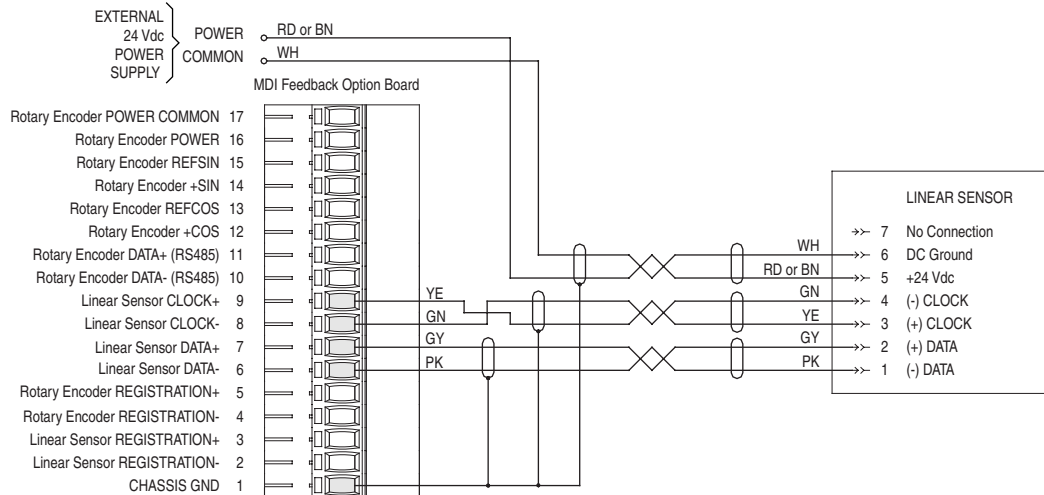 EXTERNAL
24 Vdc
POWER
SUPPLY
POWER RD or BN
COMMON WH
MDI Feedback Option Board
Rotary Encoder POWER COMMON 17
Rotary Encoder POWER 16
Rotary Encoder REFSIN 15
Rotary Encoder +SIN 14
Rotary Encoder REFCOS 13
Rotary Encoder +COS 12
Rotary Encoder DATA+ (RS485) 11
Rotary Encoder DATA- (RS485) 10
Linear Sensor CLOCK+ 9 YE
Linear Sensor CLOCK- 8 GN
Linear Sensor DATA+ 7 GY
Linear Sensor DATA- 6 PK
Rotary Encoder REGISTRATION+ 5
Rotary Encoder REGISTRATION- 4
Linear Sensor REGISTRATION+ 3
Linear Sensor REGISTRATION- 2
CHASSIS GND 1
LINEAR SENSOR
7 No Connection
WH 6 DC Ground
RD or BN 5 +24 Vdc
GN 4 (-) CLOCK
YE 3 (+) CLOCK
GY 2 (+) DATA
PK 1 (-) DATA